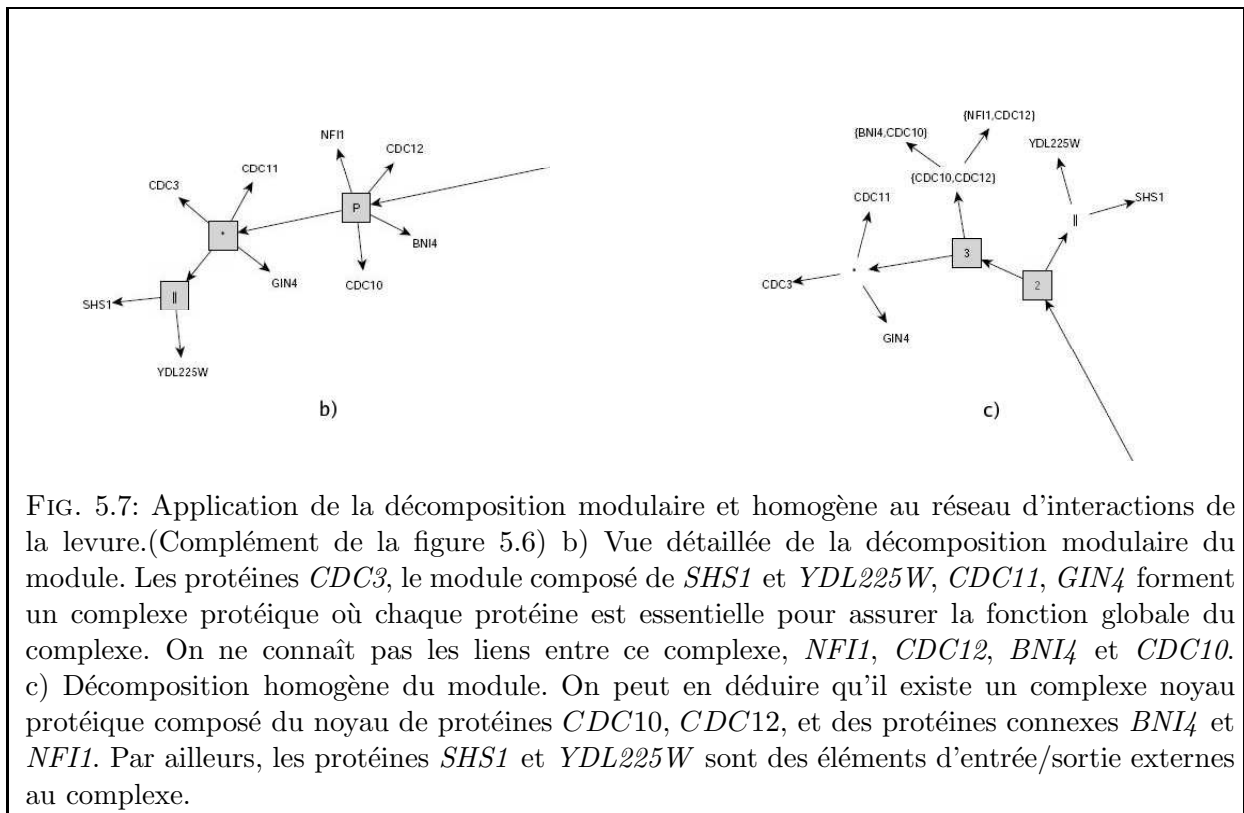 NFI1
CDC12
CDC11
CDC3
P
*
BNI4
GIN4
CDC10
SHS1
||
YDL225W
b)
{NFI1,CDC12}
{BNI4,CDC10}
YDL225W
{CDC10,CDC12}
SHS1
CDC11
||
3
*
CDC3
2
GIN4
c)
FIG. 5.7: Application de la décomposition modulaire et homogène au réseau d'interactions de
la levure.(Complément de la figure 5.6) b) Vue détaillée de la décomposition modulaire du
module. Les protéines CDC3, le module composé de SHS1 et YDL225W, CDC11, GIN4 forment
un complexe protéique où chaque protéine est essentielle pour assurer la fonction globale du
complexe. On ne connaît pas les liens entre ce complexe, NFI1, CDC12, BNI4 et CDC10.
c) Décomposition homogène du module. On peut en déduire qu'il existe un complexe noyau
protéique composé du noyau de protéines CDC10, CDC12, et des protéines connexes BNI4 et
NFI1. Par ailleurs, les protéines SHS1 et YDL225W sont des éléments d'entrée/sortie externes
au complexe.